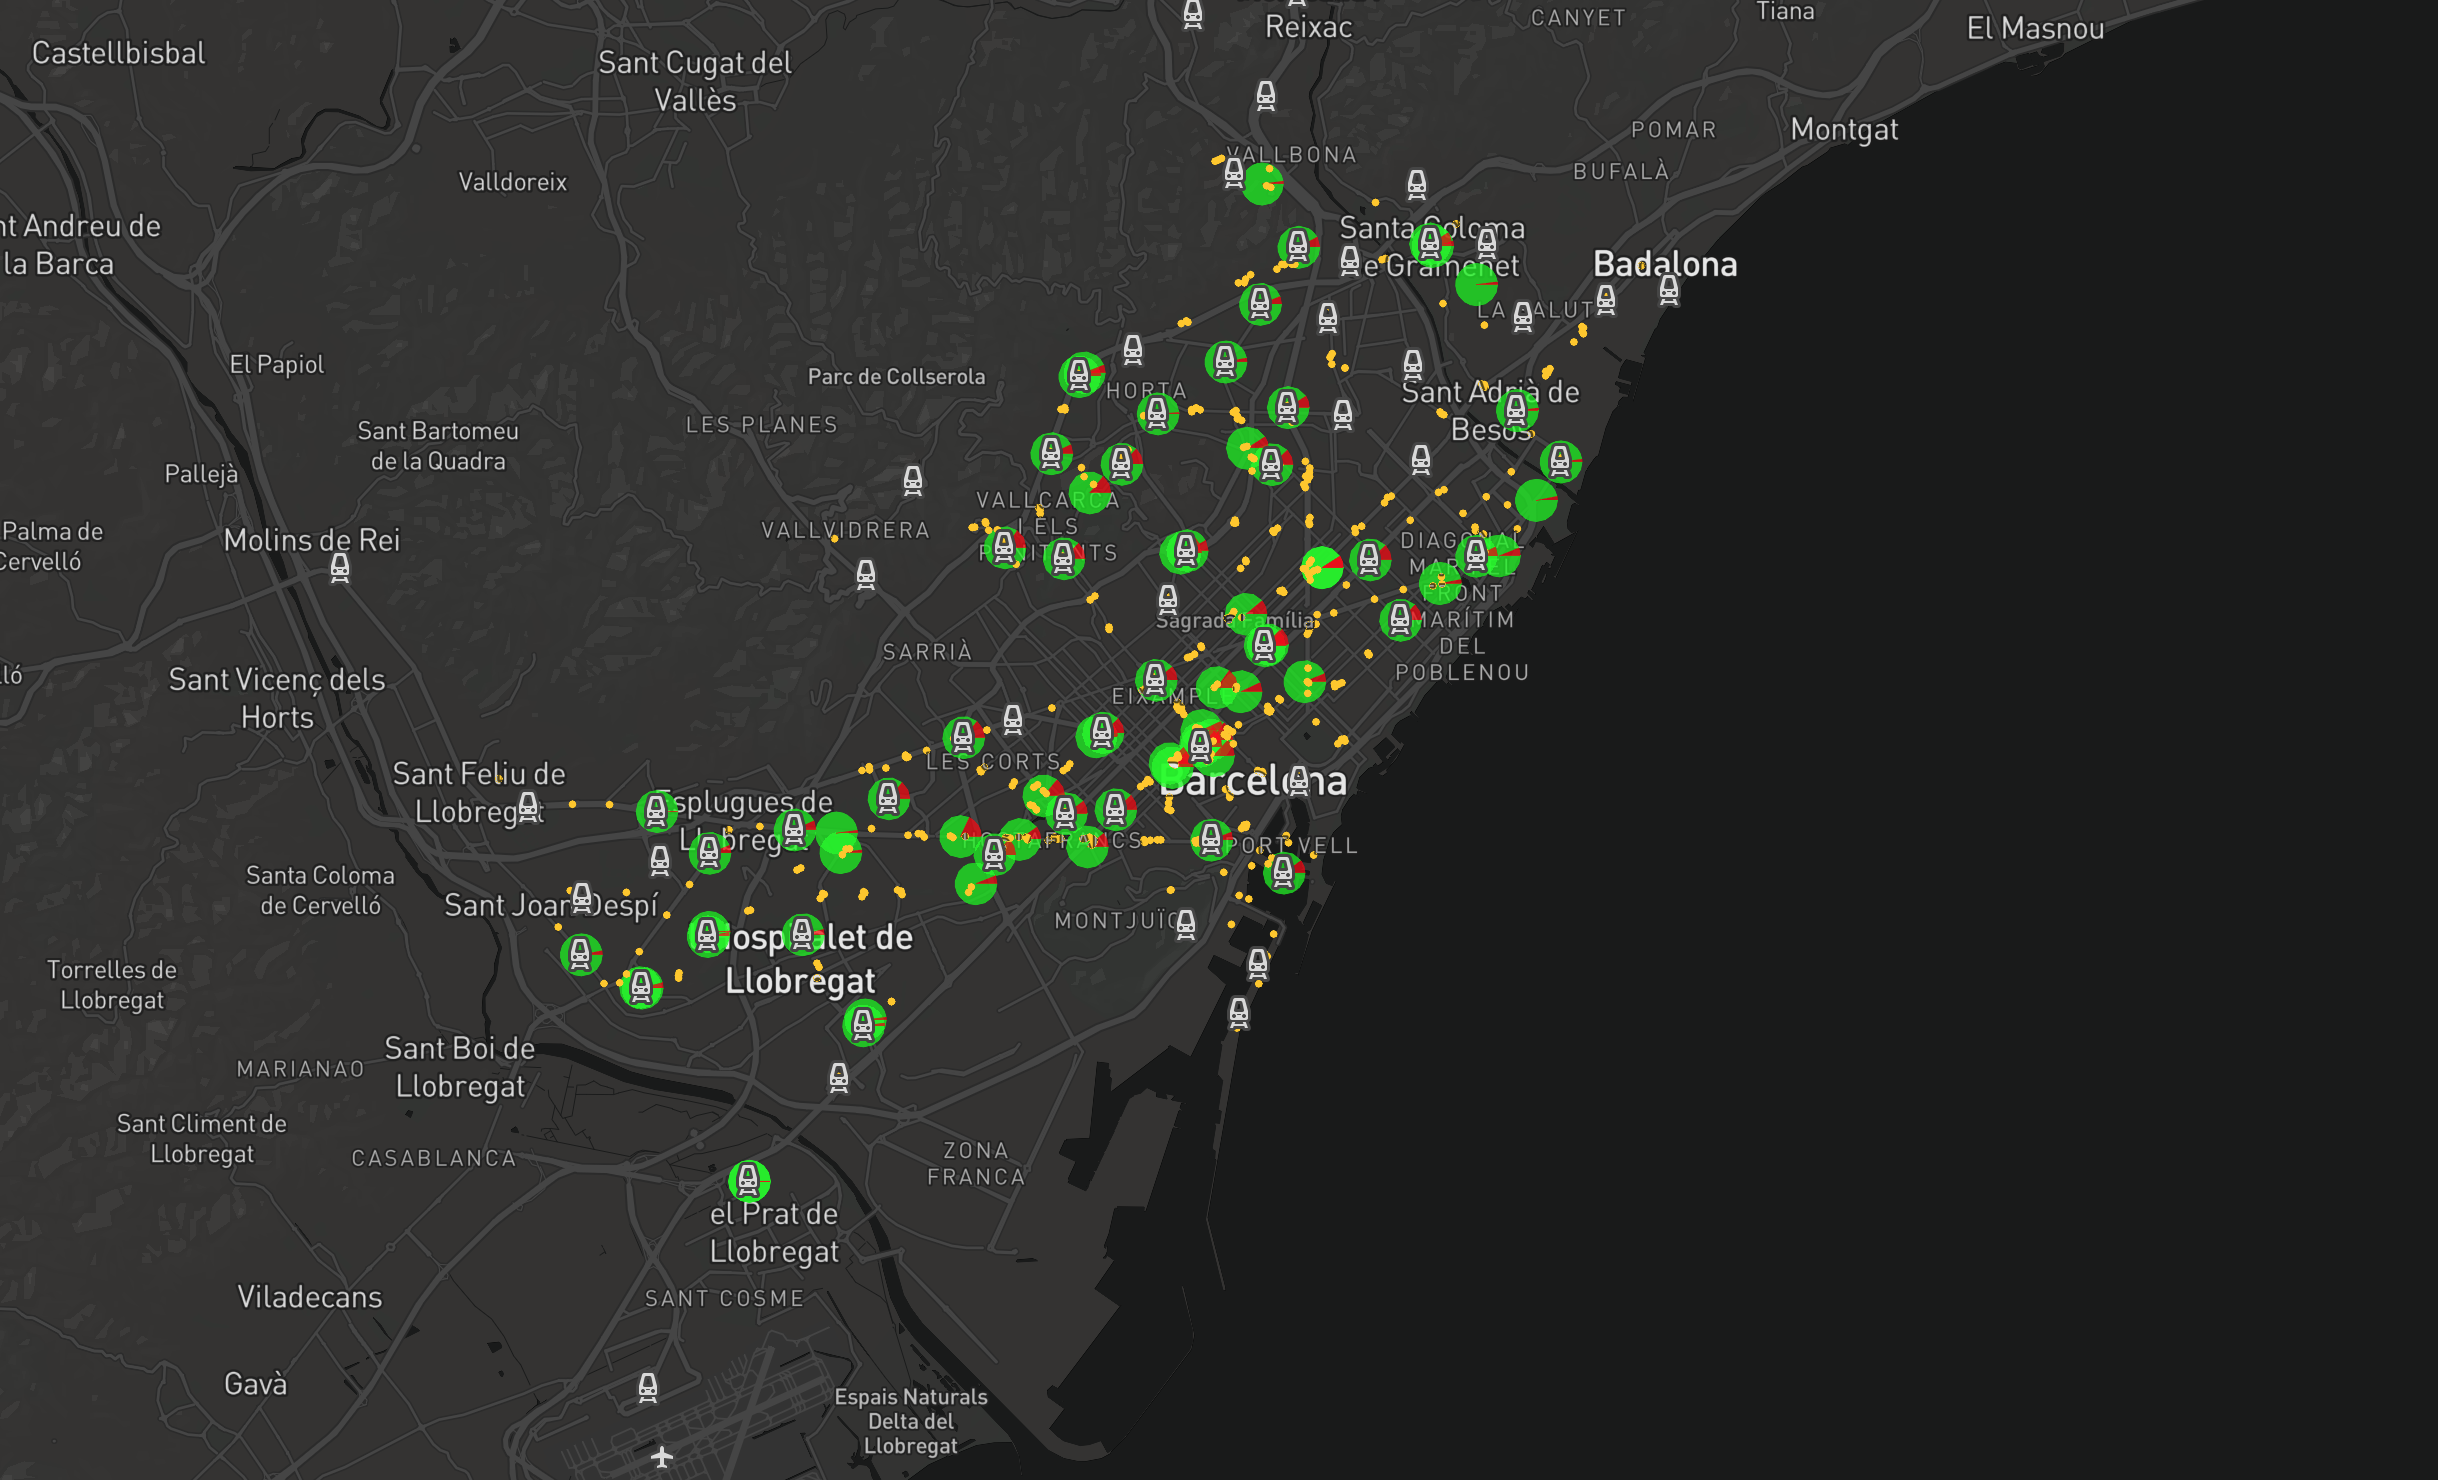 Reixac
CANYET
Tiana
El Masnou
Castellbisbal
Sant Cugat del
Vallès
POMAR
Montgat
VALLBONA
BUFALÀ
Valldoreix
nt Andreu de
la Barca
Santa Coloma
e Gramenet
Badalona
LA SALUT
El Papiol
Parc de Collserola
HORTA
Sant Adrià de
Besòs
LES PLANES
Sant Bartomeu
de la Quadra
Pallejà
VALLCARCA
I ELS
PENITENTS
VALLVIDRERA
Palma de
Cervelló
Molins de Rei
DIAGONAL
MAR EL
FRONT
MARÍTIM
DEL
POBLENOU
Sagrada Família
SARRIÀ
lló
Sant Vicenç dels
Horts
EIXAMPLE
LES CORTS
Barcelona
Sant Feliu de
Llobregat
Esplugues de
Llobregat
HOSTAFRANCS
PORT VELL
Santa Coloma
de Cervelló
Sant Joan Despí
MONTJUÏC
Hospitalet de
Llobregat
Torrelles de
Llobregat
Sant Boi de
Llobregat
MARIANAO
Sant Climent de
Llobregat
CASABLANCA
ZONA
FRANCA
el Prat de
Llobregat
Viladecans
SANT COSME
Gavà
Espais Naturals
Delta del
Llobregat